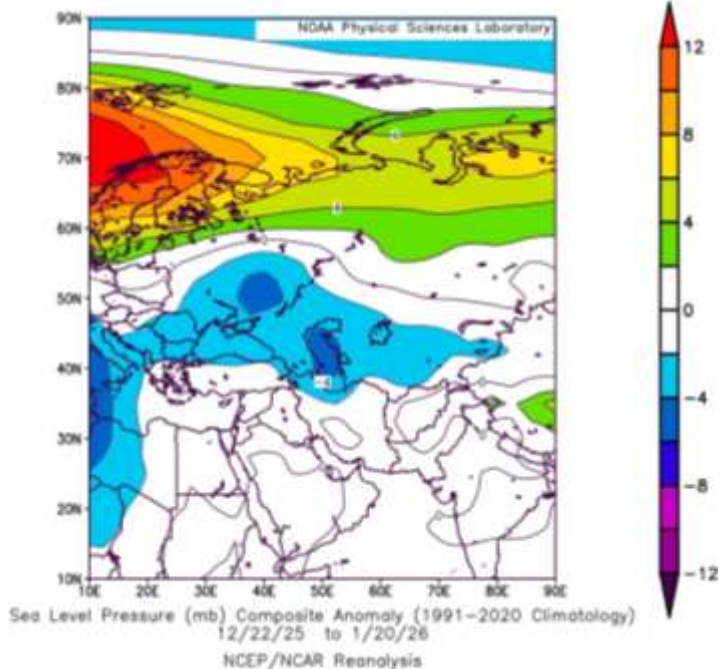 NOAA Physical Sciences Laboratory
90N
80N
70N
60N
50N
40N
30N
20N
10N
10E 20E 30E 40E 50E 60E 70E 80E 90E
12
8
4
0
-4
-8
-12
-4
Sea Level Pressure (mb) Composite Anomaly (1991-2020 Climatology)
12/22/25 to 1/20/26
NCEP/NCAR Reanalysis